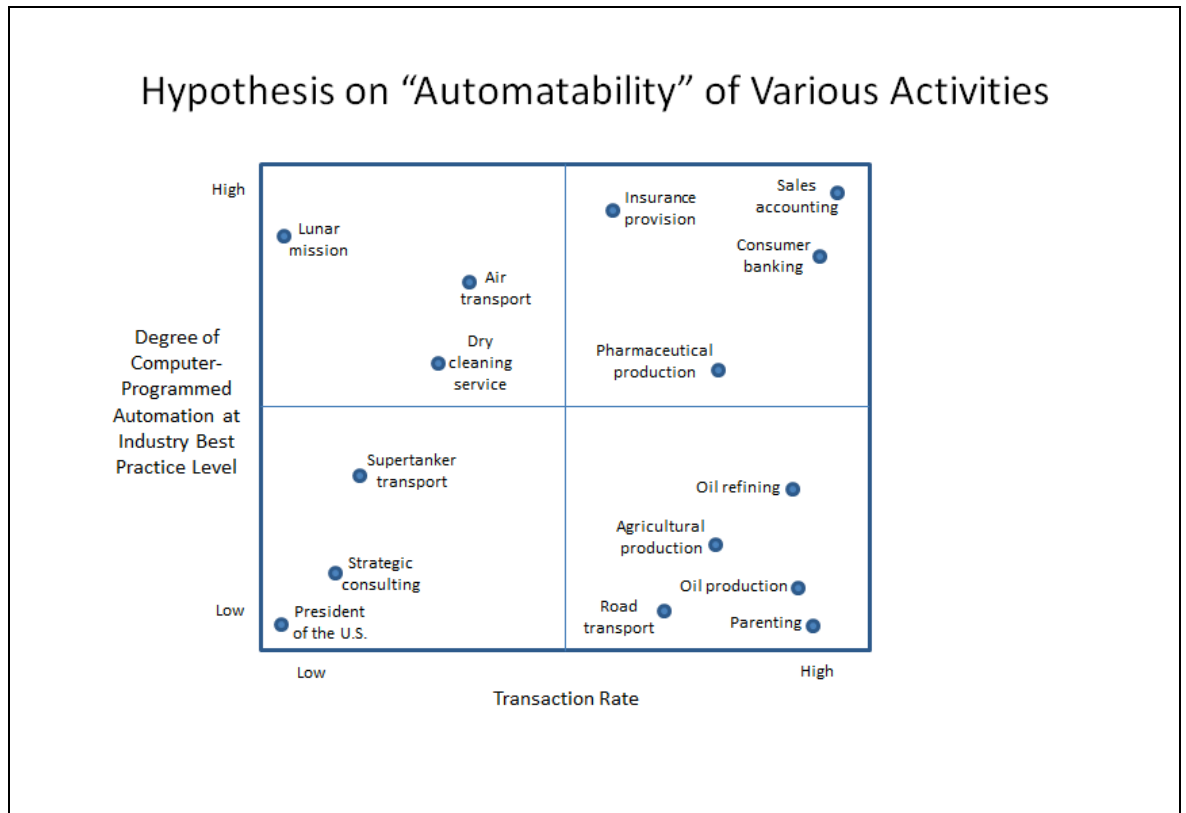 Hypothesis on “Automatability” of Various Activities
High
Lunar
mission
Air
transport
Dry
cleaning
service
Insurance
provision
Sales
accounting
Consumer
banking
Pharmaceutical
production
Degree of
Computer-
Programmed
Automation at
Industry Best
Practice Level
Supertanker
transport
Strategic
consulting
President
of the U.S.
Oil refining
Agricultural
production
Oil production
Road
transport
Parenting
Low
Low
High
Transaction Rate